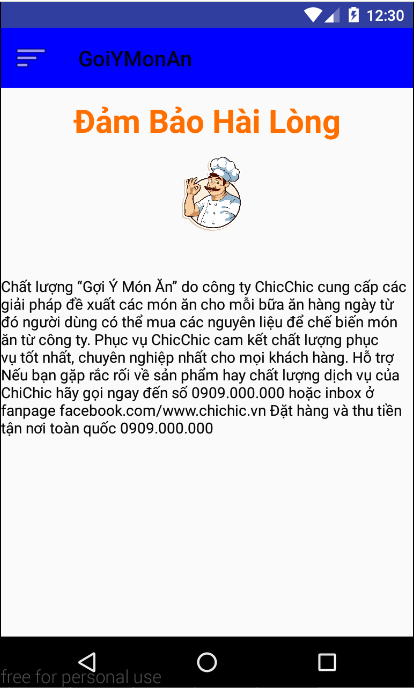 12:30
GoiYMonAn
Đảm Bảo Hài Lòng
Chất lượng “Gợi Ý Món Ăn” do công ty ChicChic cung cấp các
giải pháp đề xuất các món ăn cho mỗi bữa ăn hàng ngày từ
đó người dùng có thể mua các nguyên liệu để chế biến món
ăn từ công ty. Phục vụ ChicChic cam kết chất lượng phục
vụ tốt nhất, chuyên nghiệp nhất cho mọi khách hàng. Hỗ trợ
Nếu bạn gặp rắc rối về sản phẩm hay chất lượng dịch vụ của
ChiChic hãy gọi ngay đến số 0909.000.000 hoặc inbox ở
fanpage facebook.com/www.chichic.vn Đặt hàng và thu tiền
tận nơi toàn quốc 0909.000.000
free for personal use